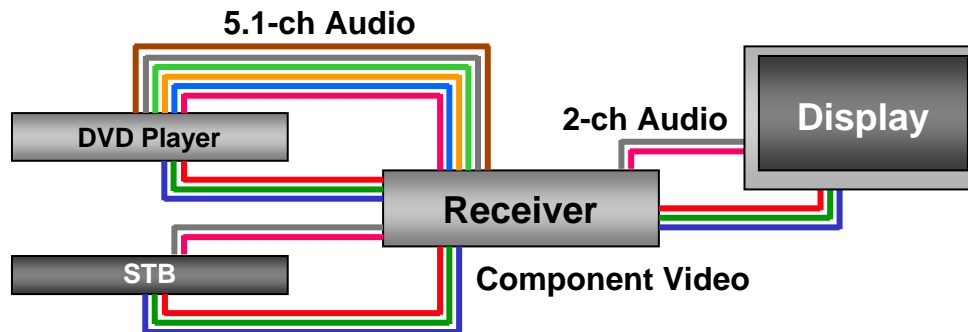 5.1-ch Audio
DVD Player
2-ch Audio
Display
Receiver
STB
Component Video